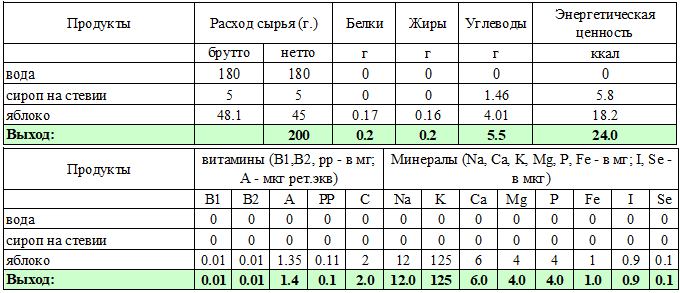 Продукты Расход сырья (г.) Белки Жиры Углеводы Энергетическая ценность
брутто нетто г г г ккал
вода 180 180 0 0 0 0
сироп на стевии 5 5 0 0 1.46 5.8
яблоко 48.1 45 0.17 0.16 4.01 18.2
Выход: 200 0.2 0.2 5.5 24.0
Продукты витамины (В1,В2, рр - в мг; А - мкг рет.экв) Минералы (Na, Ca, K, Mg, P, Fe - в мг; I, Se - в мкг)
В1 В2 А РР С Na K Ca Mg P Fe I Se
вода 0 0 0 0 0 0 0 0 0 0 0 0 0
сироп на стевии 0 0 0 0 0 0 0 0 0 0 0 0 0
яблоко 0.01 0.01 1.35 0.11 2 12 125 6 4 4 1 0.9 0.1
Выход: 0.01 0.01 1.4 0.1 2.0 12.0 125 6.0 4.0 4.0 1.0 0.9 0.1